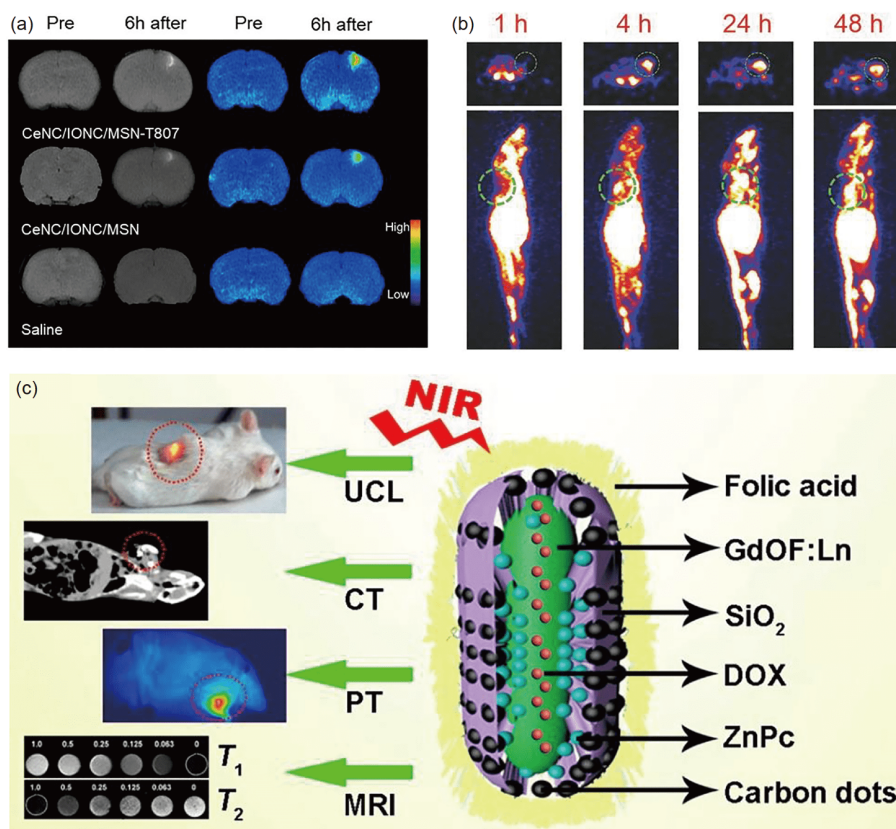 (a)
Pre 6h after Pre 6h after
CeNC/IONC/MSN-T807
CeNC/IONC/MSN
High
Low
Saline
(b)
1 h 4 h 24 h 48 h
(c)
NIR
UCL
CT
PT
MRI
1.0 0.5 0.25 0.125 0.063 0
T1
1.0 0.5 0.25 0.125 0.063 0
T2
Folic acid
GdOF:Ln
SiO2
DOX
ZnPc
Carbon dots